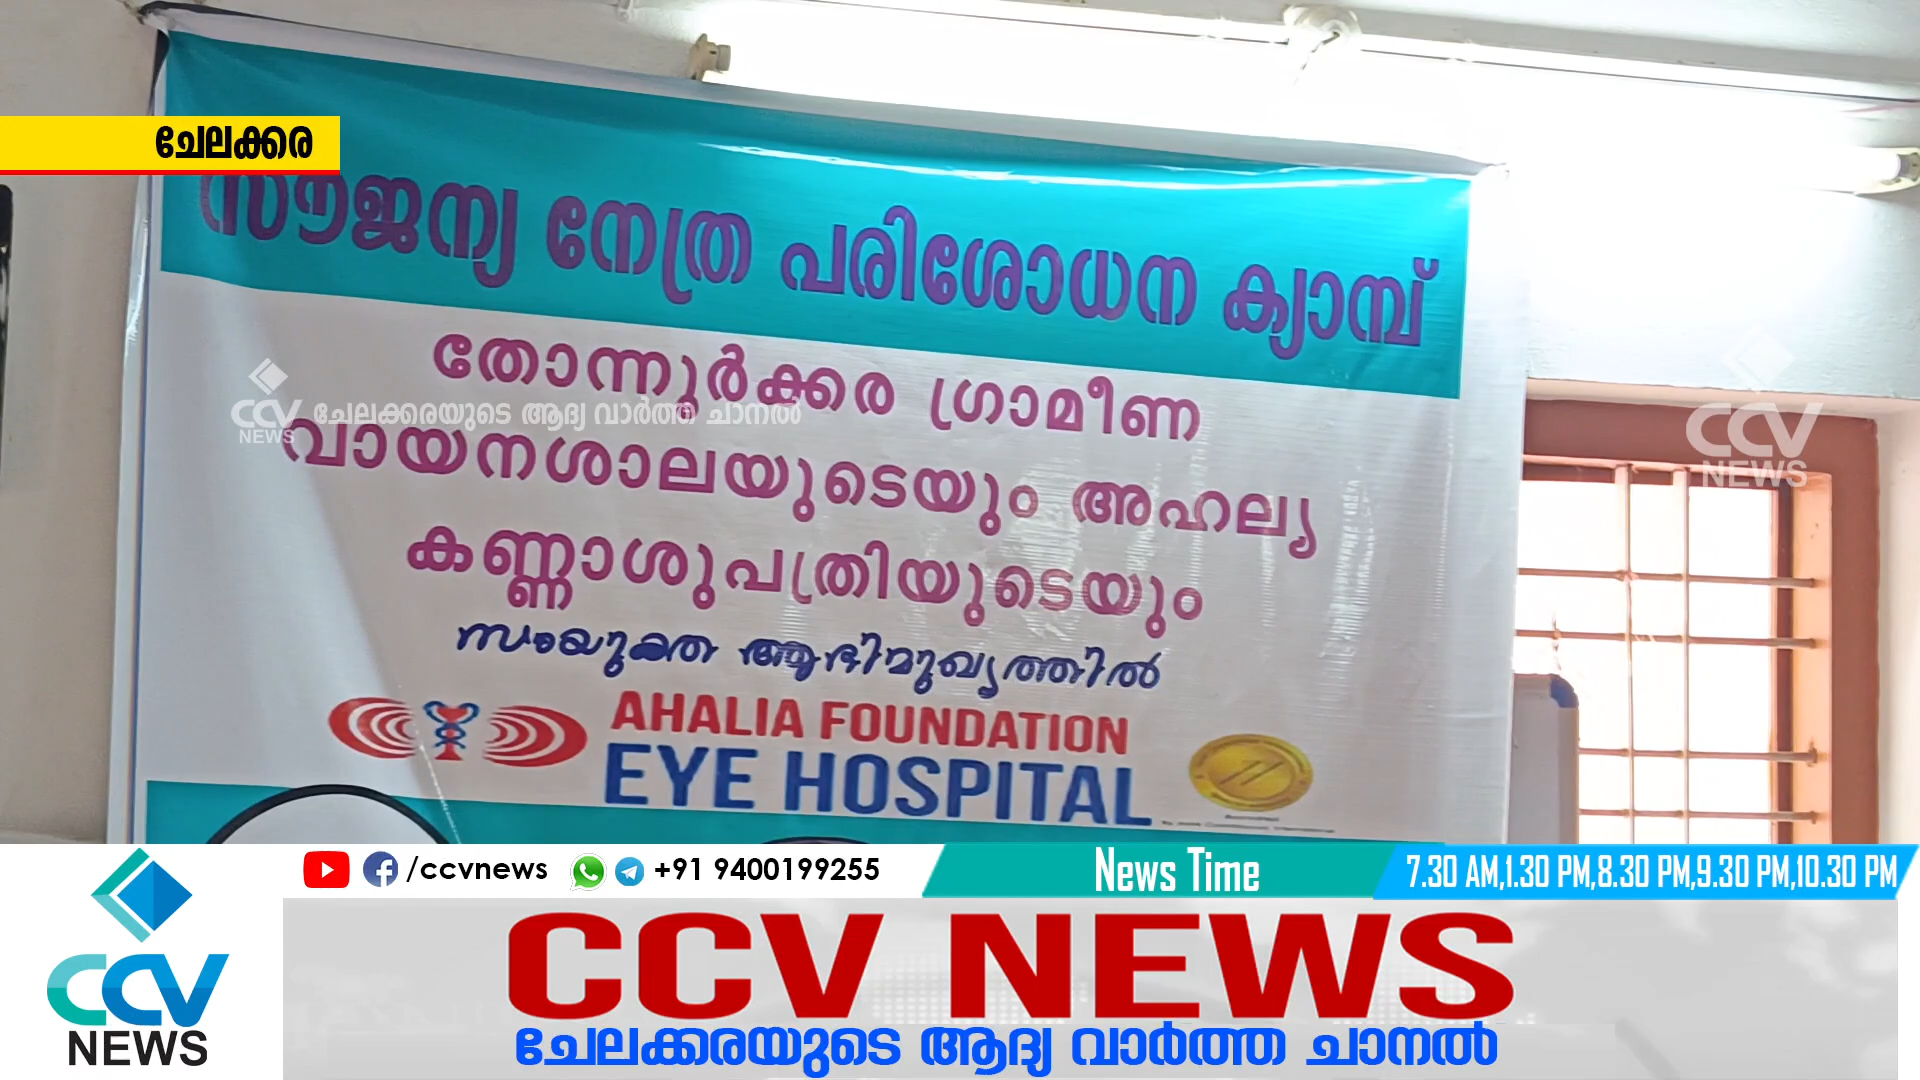 ചേലക്കര
സൗജന്യ നേത്ര പരിശോധന ക്യാമ്പ്
തോന്നൂർക്കര ഗ്രാമീണ
CCV NEWS ചേലക്കരയുടെ ആദ്യ വാർത്ത ചാനൽ
CCV NEWS
വായനശാലയുടെയും അഹല്യ
കണ്ണാശുപത്രിയുടെയും
സംയുക്ത ആഭിമുഖ്യത്തിൽ
AHALIA FOUNDATION
EYE HOSPITAL
/ccvnews +91 9400199255 News Time 7.30 AM,1.30 PM,8.30 PM,9.30 PM,10.30 PM
CCV NEWS
CCV NEWS
ചേലക്കരയുടെ ആദ്യ വാർത്ത ചാനൽ